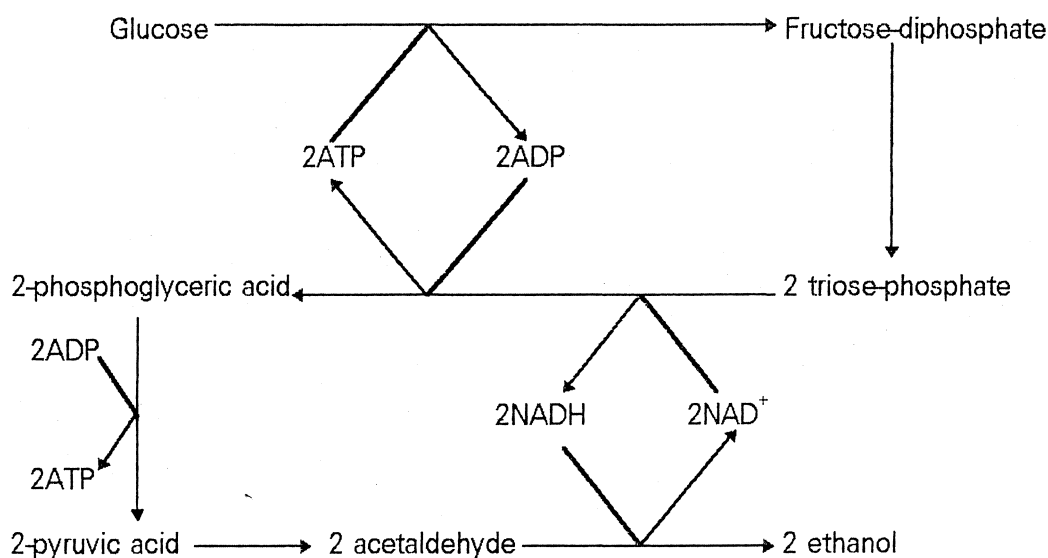 Glucose
Fructose-diphosphate
2ATP
2ADP
2-phosphoglyceric acid
2 triose-phosphate
2ADP
2NADH
2NAD+
2ATP
2-pyruvic acid
2 acetaldehyde
2 ethanol